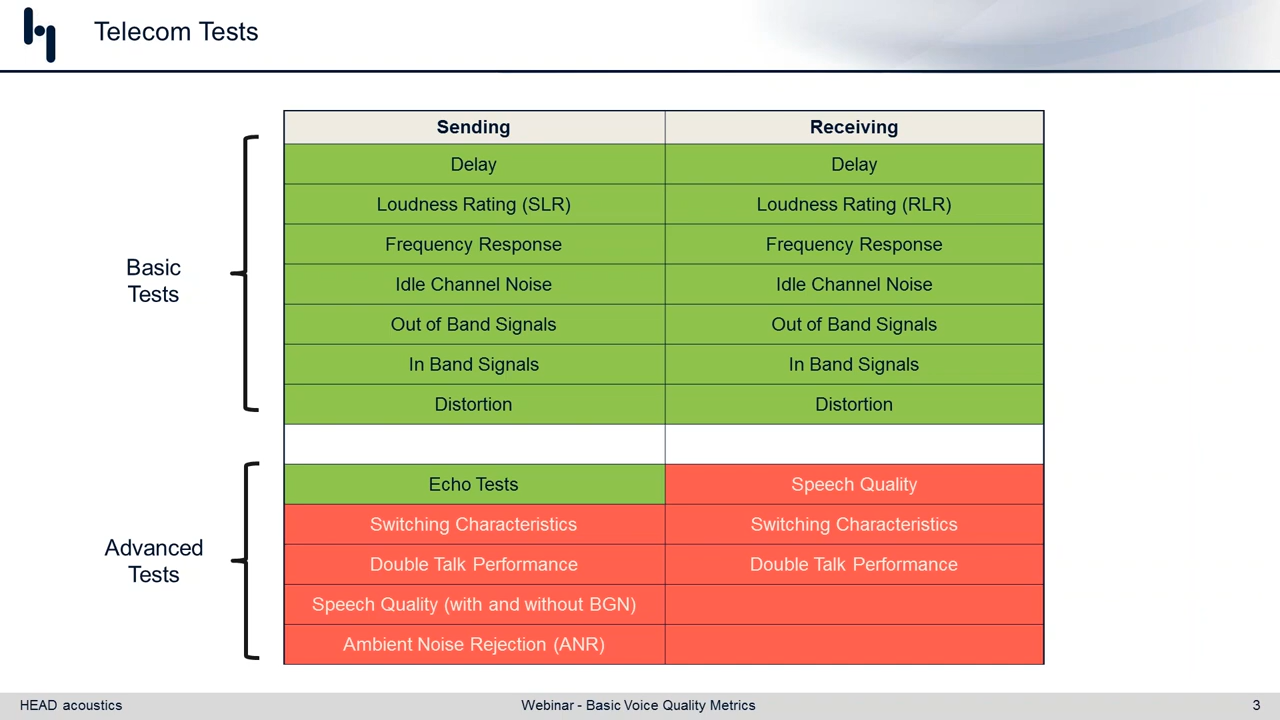 Telecom Tests
Sending Receiving
Delay Delay
Loudness Rating (SLR) Loudness Rating (RLR)
Frequency Response Frequency Response
Idle Channel Noise Idle Channel Noise
Out of Band Signals Out of Band Signals
In Band Signals In Band Signals
Distortion Distortion
Basic
Tests
Echo Tests Speech Quality
Switching Characteristics Switching Characteristics
Double Talk Performance Double Talk Performance
Speech Quality (with and without BGN)
Ambient Noise Rejection (ANR)
Advanced
Tests
HEAD acoustics Webinar - Basic Voice Quality Metrics 3